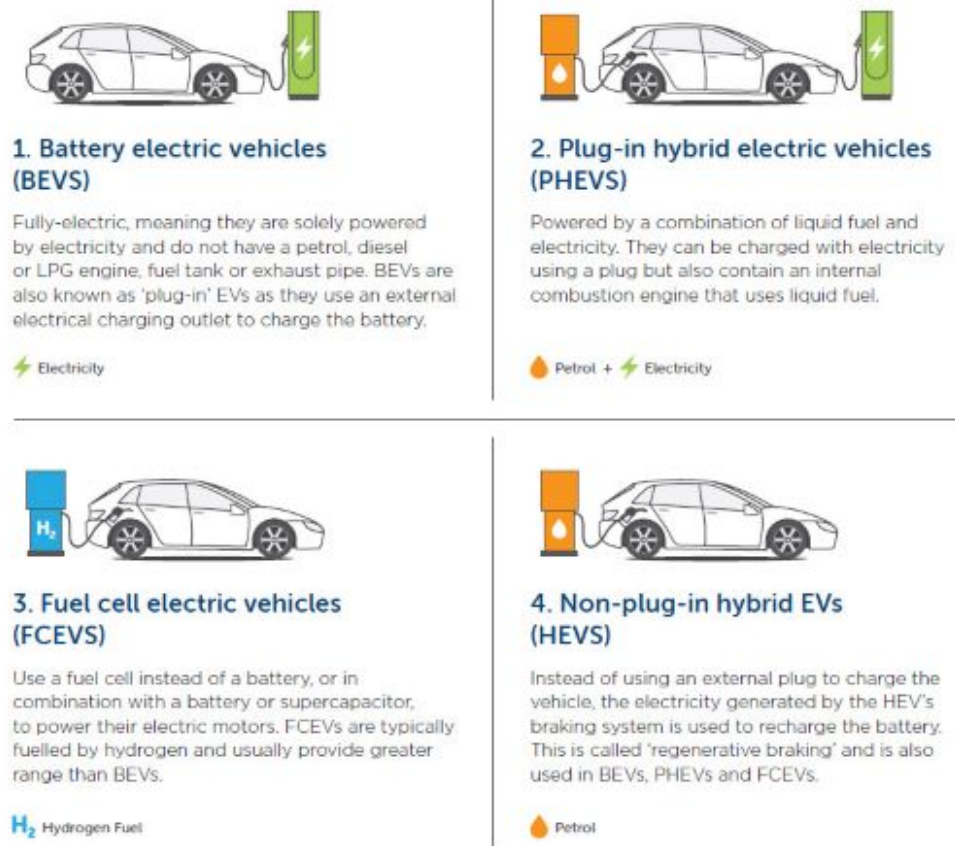 1. Battery electric vehicles
(BEVS)
Fully-electric, meaning they are solely powered
by electricity and do not have a petrol, diesel
or LPG engine, fuel tank or exhaust pipe. BEVs are
also known as ‘plug-in’ EVs as they use an external
electrical charging outlet to charge the battery.
Electricity
2. Plug-in hybrid electric vehicles
(PHEVS)
Powered by a combination of liquid fuel and
electricity. They can be charged with electricity
using a plug but also contain an internal
combustion engine that uses liquid fuel.
Petrol + Electricity
H₂
3. Fuel cell electric vehicles
(FCEVS)
Use a fuel cell instead of a battery, or in
combination with a battery or supercapacitor,
to power their electric motors. FCEVs are typically
fuelled by hydrogen and usually provide greater
range than BEVs.
H₂ Hydrogen Fuel
4. Non-plug-in hybrid EVs
(HEVS)
Instead of using an external plug to charge the
vehicle, the electricity generated by the HEV’s
braking system is used to recharge the battery.
This is called ‘regenerative braking’ and is also
used in BEVs, PHEVs and FCEVs.
Petrol